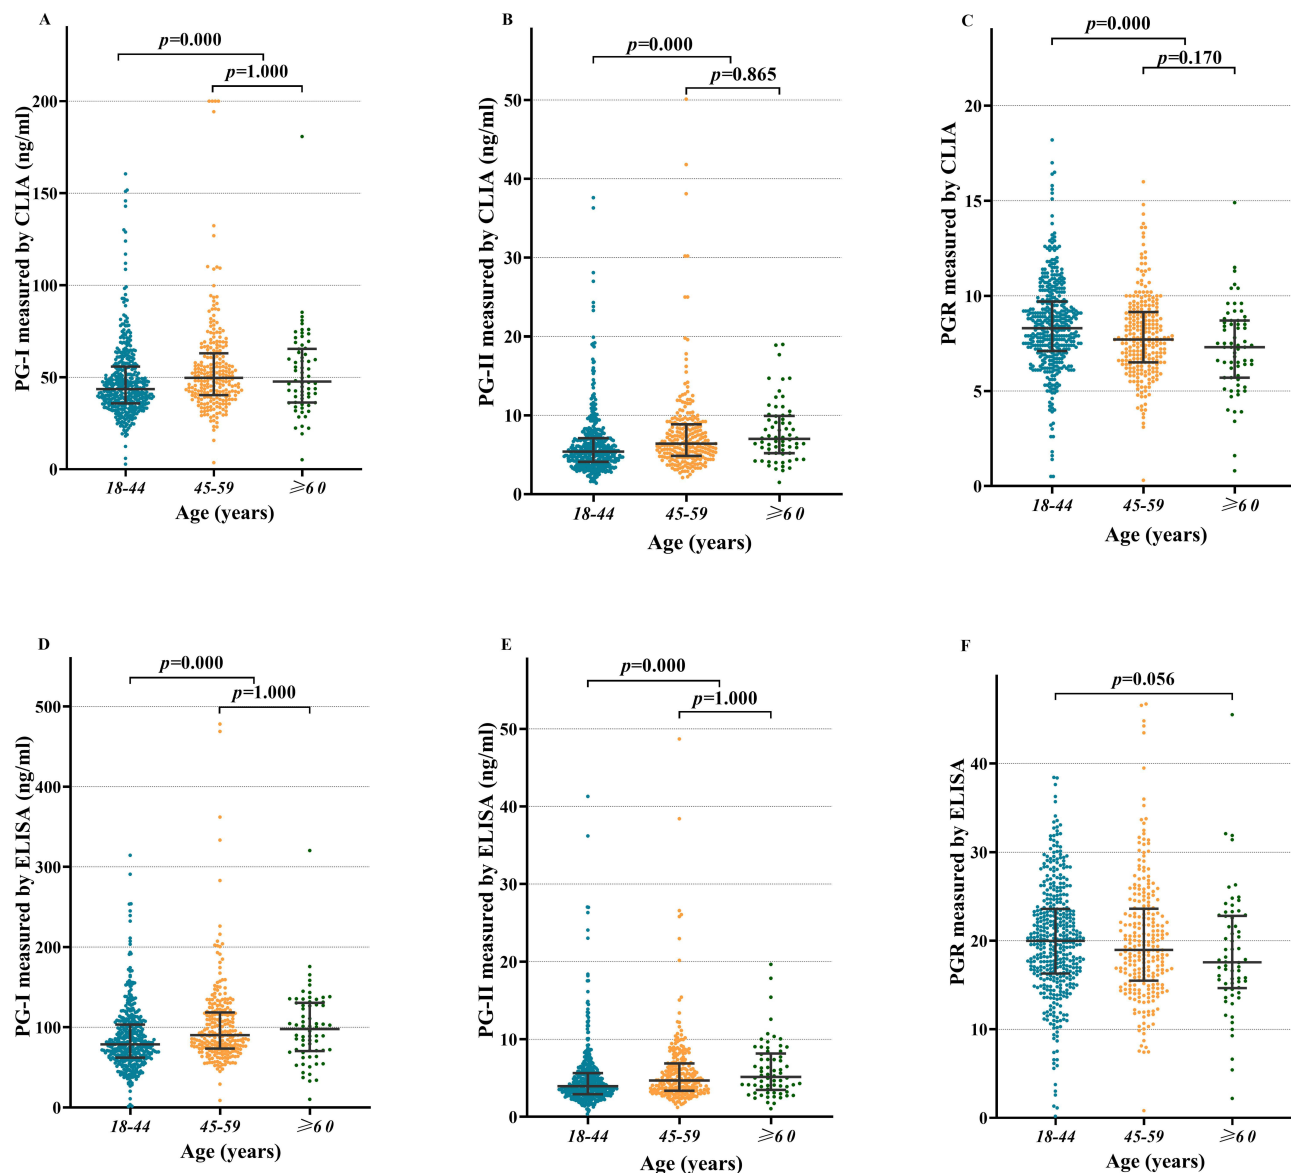 A
p=0.000
p=1.000
PG-I measured by CLIA (ng/ml)
200
150
100
50
0
18-44
45-59
⩾60
Age (years)
B
p=0.000
p=0.865
PG-II measured by CLIA (ng/ml)
50
40
30
20
10
0
18-44
45-59
⩾60
Age (years)
C
p=0.000
p=0.170
PGR measured by CLIA
20
15
10
5
0
18-44
45-59
⩾60
Age (years)
D
p=0.000
p=1.000
PG-I measured by ELISA (ng/ml)
500
400
300
200
100
0
18-44
45-59
⩾60
Age (years)
E
p=0.000
p=1.000
PG-II measured by ELISA (ng/ml)
50
40
30
20
10
0
18-44
45-59
⩾60
Age (years)
F
p=0.056
PGR measured by ELISA
40
30
20
10
0
18-44
45-59
⩾60
Age (years)